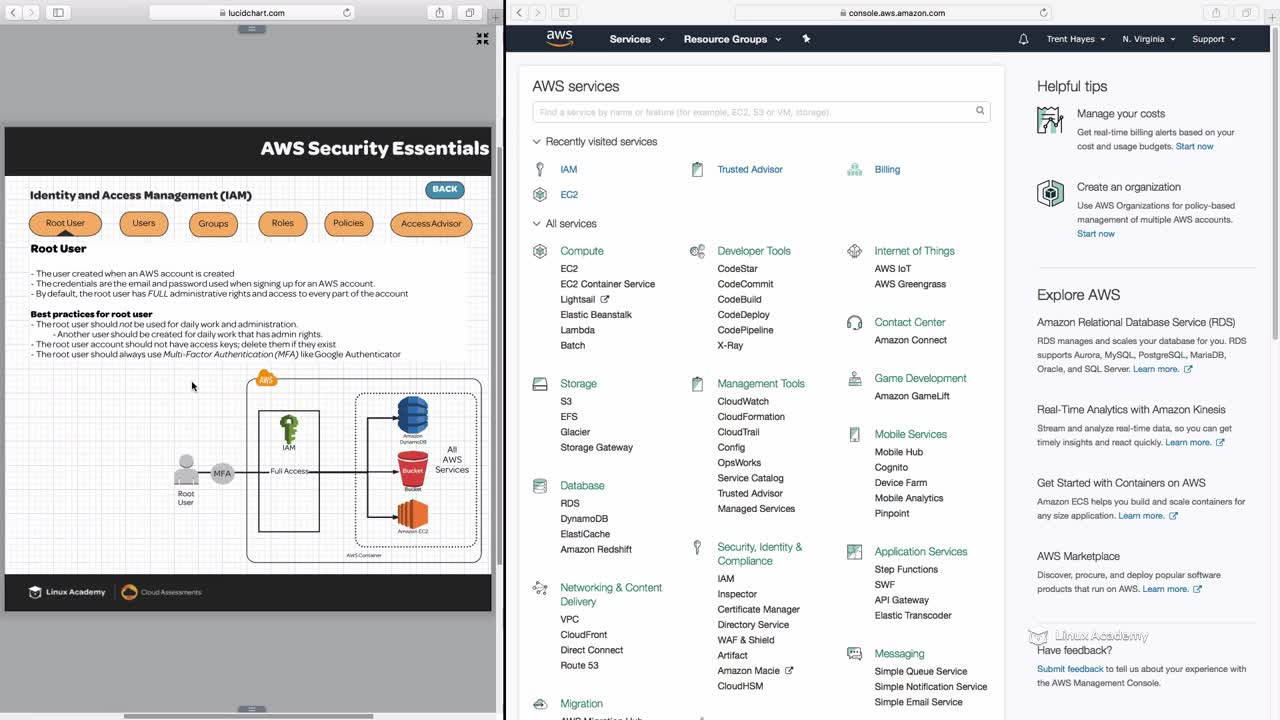 lucidchart.com
AWS Security Essentials
Identity and Access Management (IAM)
BACK
Root User
Users
Groups
Roles
Policies
Access Advisor
Root User
- The user created when an AWS account is created
- The credentials are the email and password used when signing up for an AWS account.
- By default, the root user has FULL administrative rights and access to every part of the account
Best practices for root user
- The root user should not be used for daily work and administration.
- Another user should be created for daily work that has admin rights.
- The root user account should not have access keys; delete them if they exist
- The root user should always use Multi-Factor Authentication (MFA) like Google Authenticator
AWS
IAM
Amazon
DynamoDB
All
AWS
Services
Root
User
MFA
Full Access
Bucket
Bucket
Amazon EC2
AWS Container
Linux Academy
Cloud Assessments
console.aws.amazon.com
aws
Services
Resource Groups
Trent Hayes
N. Virginia
Support
AWS services
Find a service by name or feature (for example, EC2, S3 or VM, storage).
Recently visited services
IAM
Trusted Advisor
Billing
EC2
All services
Compute
EC2
EC2 Container Service
Lightsail
Elastic Beanstalk
Lambda
Batch
Storage
S3
EFS
Glacier
Storage Gateway
Database
RDS
DynamoDB
ElastiCache
Amazon Redshift
Networking & Content
Delivery
VPC
CloudFront
Direct Connect
Route 53
Migration
AWS Migration Hub
Developer Tools
CodeStar
CodeCommit
CodeBuild
CodeDeploy
CodePipeline
X-Ray
Management Tools
CloudWatch
CloudFormation
CloudTrail
Config
OpsWorks
Service Catalog
Trusted Advisor
Managed Services
Security, Identity &
Compliance
IAM
Inspector
Certificate Manager
Directory Service
WAF & Shield
Artifact
Amazon Macie
CloudHSM
Internet of Things
AWS IoT
AWS Greengrass
Contact Center
Amazon Connect
Game Development
Amazon GameLift
Mobile Services
Mobile Hub
Cognito
Device Farm
Mobile Analytics
Pinpoint
Application Services
Step Functions
SWF
API Gateway
Elastic Transcoder
Messaging
Simple Queue Service
Simple Notification Service
Simple Email Service
Helpful tips
Manage your costs
Get real-time billing alerts based on your
cost and usage budgets. Start now
Create an organization
Use AWS Organizations for policy-based
management of multiple AWS accounts.
Start now
Explore AWS
Amazon Relational Database Service (RDS)
RDS manages and scales your database for you. RDS
supports Aurora, MySQL, PostgreSQL, MariaDB,
Oracle, and SQL Server. Learn more.
Real-Time Analytics with Amazon Kinesis
Stream and analyze real-time data, so you can get
timely insights and react quickly. Learn more.
Get Started with Containers on AWS
Amazon ECS helps you build and scale containers for
any size application. Learn more.
AWS Marketplace
Discover, procure, and deploy popular software
products that run on AWS. Learn more.
Linux Academy
Have feedback?
Submit feedback to tell us about your experience with
the AWS Management Console.